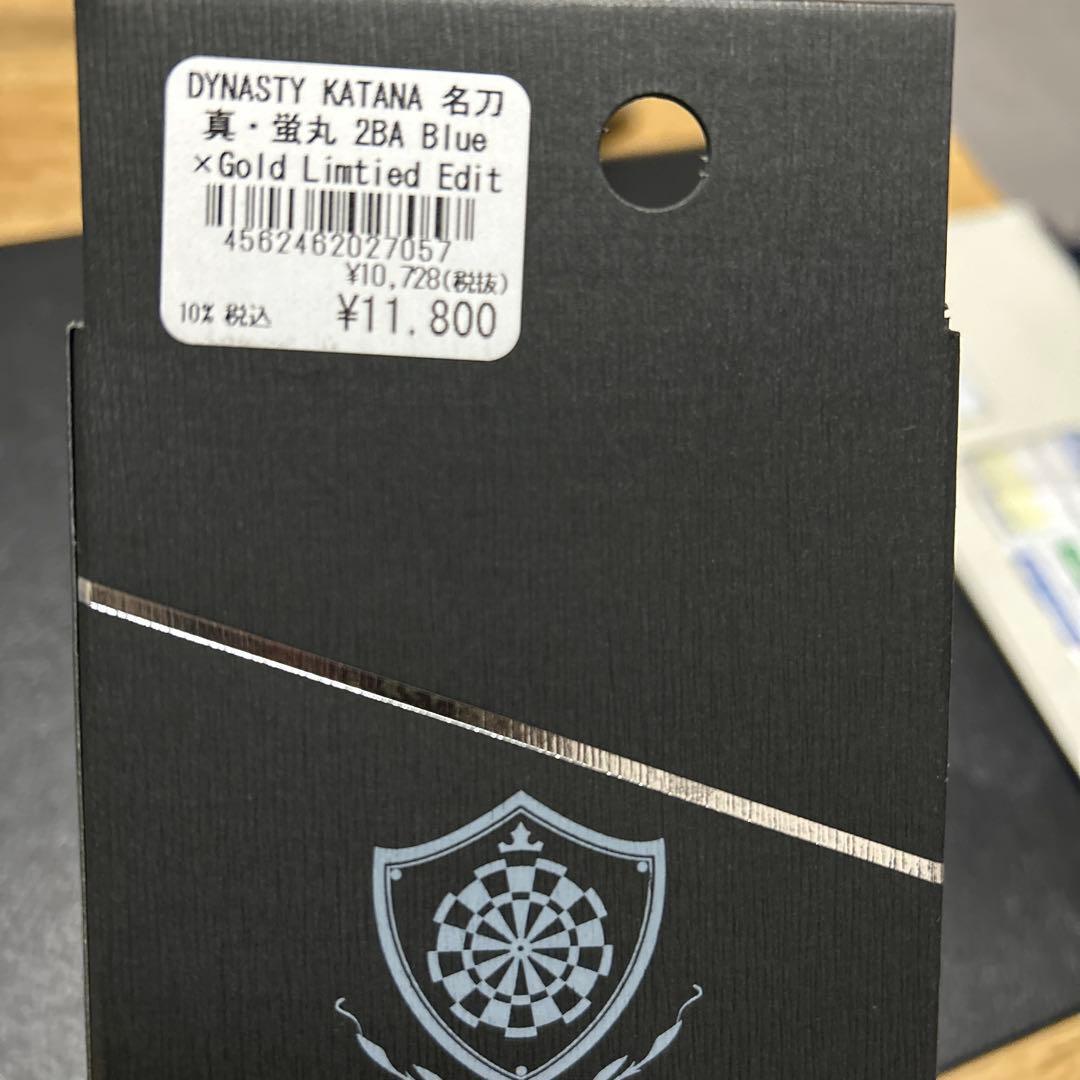 DYNASTY KATANA 名刀
真・蛍丸 2BA Blue
×Gold Limtied Edit
4562462027057
¥10,728(税抜)
10% 税込 ¥11,800